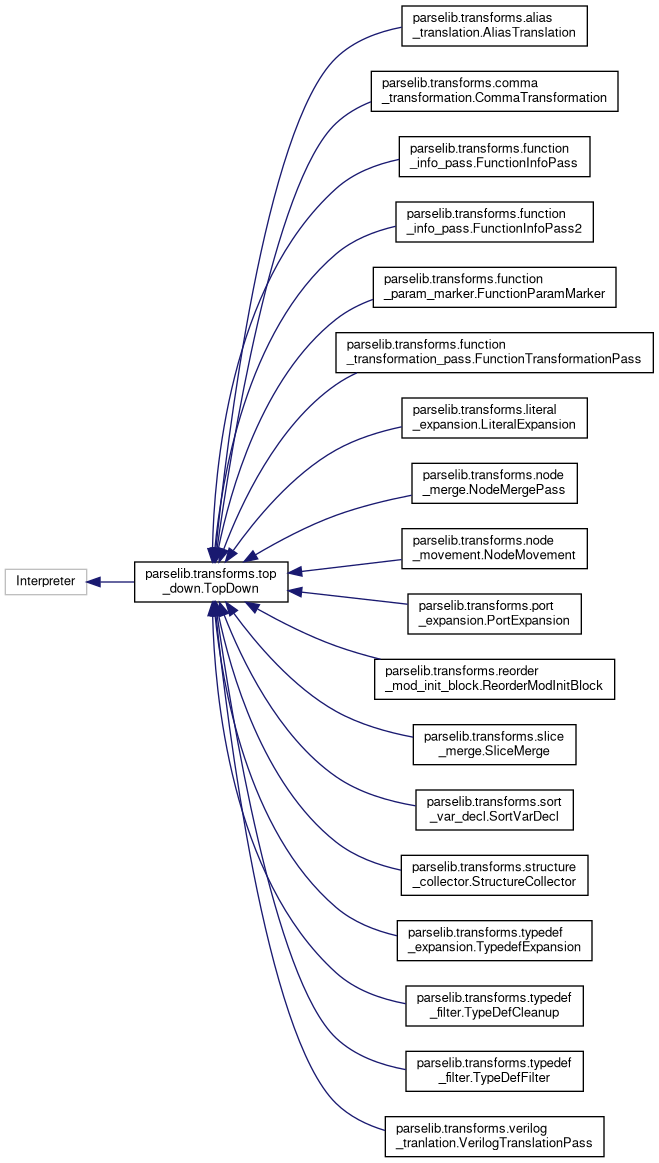 parselib.transforms.alias
_translation.AliasTranslation
parselib.transforms.comma
_transformation.CommaTransformation
parselib.transforms.function
_info_pass.FunctionInfoPass
parselib.transforms.function
_info_pass.FunctionInfoPass2
parselib.transforms.function
_param_marker.FunctionParamMarker
parselib.transforms.function
_transformation_pass.FunctionTransformationPass
parselib.transforms.literal
_expansion.LiteralExpansion
parselib.transforms.node
_merge.NodeMergePass
parselib.transforms.node
_movement.NodeMovement
Interpreter
parselib.transforms.top
_down.TopDown
parselib.transforms.port
_expansion.PortExpansion
parselib.transforms.reorder
_mod_init_block.ReorderModInitBlock
parselib.transforms.slice
_merge.SliceMerge
parselib.transforms.sort
_var_decl.SortVarDecl
parselib.transforms.structure
_collector.StructureCollector
parselib.transforms.typedef
_expansion.TypedefExpansion
parselib.transforms.typedef
_filter.TypeDefCleanup
parselib.transforms.typedef
_filter.TypeDefFilter
parselib.transforms.verilog
_tranlation.VerilogTranslationPass